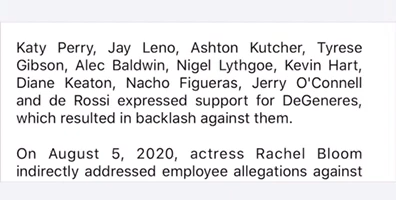 Katy Perry, Jay Leno, Ashton Kutcher, Tyrese
Gibson, Alec Baldwin, Nigel Lythgoe, Kevin Hart,
Diane Keaton, Nacho Figueras, Jerry O'Connell
and de Rossi expressed support for DeGeneres,
which resulted in backlash against them.
On August 5, 2020, actress Rachel Bloom
indirectly addressed employee allegations against